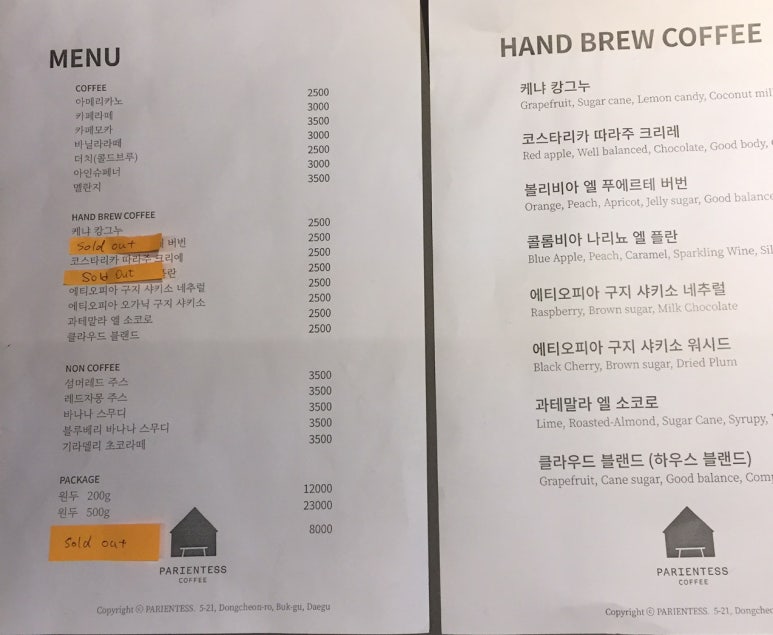 MENU
COFFEE
아메리카노 2500
카페라떼 3000
카페모카 3500
바닐라라떼 3000
더치(콜드브루) 2500
아인슈페너 3000
멜란지 3500
HAND BREW COFFEE
케냐 캉그누 2500
Sold out 버번 2500
코스타리카 따라주 크리에 2500
Sold Out 플란 2500
에티오피아 구지 샤키소 네추럴 2500
에티오피아 오가닉 구지 샤키소 2500
과테말라 엘 소코로 2500
클라우드 블랜드 2500
NON COFFEE
섬머레드 주스 3500
레드자몽 주스 3500
바나나 스무디 3500
블루베리 바나나 스무디 3500
기라델리 초코라떼 3500
PACKAGE
원두 200g 12000
원두 500g 23000
Sold out 8000
PARIENTESS
COFFEE
Copyright ⓒ PARIENTESS. 5-21, Dongcheon-ro, Buk-gu, Daegu
HAND BREW COFFEE
케냐 캉그누
Grapefruit, Sugar cane, Lemon candy, Coconut mil
코스타리카 따라주 크리레
Red apple, Well balanced, Chocolate, Good body,
볼리비아 엘 푸에르테 버번
Orange, Peach, Apricot, Jelly sugar, Good balance
콜롬비아 나리뇨 엘 플란
Blue Apple, Peach, Caramel, Sparkling Wine, Sil
에티오피아 구지 샤키소 네추럴
Raspberry, Brown sugar, Milk Chocolate
에티오피아 구지 샤키소 워시드
Black Cherry, Brown sugar, Dried Plum
과테말라 엘 소코로
Lime, Roasted-Almond, Sugar Cane, Syrupy,
클라우드 블랜드 (하우스 블랜드)
Grapefruit, Cane sugar, Good balance, Comp
PARIENTESS
COFFEE
Copyright ⓒ PARIENTESS. 5-21, Dongche